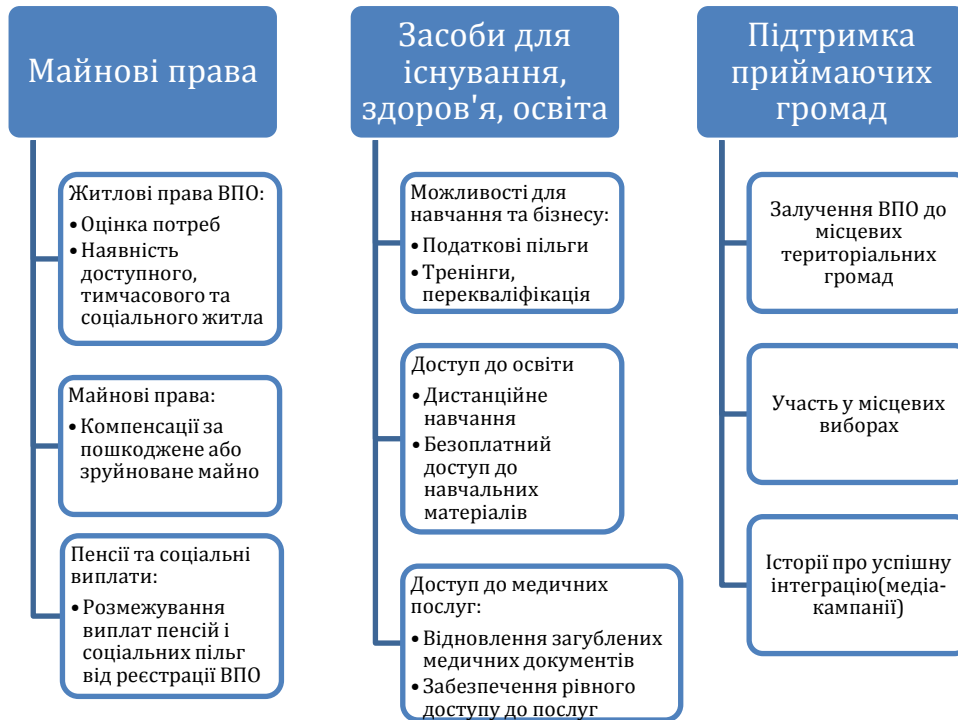 Майнові права
Житлові права ВПО:
• Оцінка потреб
• Наявність
доступного,
тимчасового та
соціального житла
Майнові права:
• Компенсації за
пошкоджене або
зруйноване майно
Пенсії та соціальні
виплати:
• Розмежування
виплат пенсій і
соціальних пільг
від реєстрації ВПО
Засоби для
існування,
здоров'я, освіта
Можливості для
навчання та бізнесу:
• Податкові пільги
• Тренінги,
перекваліфікація
Доступ до освіти
• Дистанційне
навчання
• Безоплатний
доступ до
навчальних
матеріалів
Доступ до медичних
послуг:
• Відновлення загублених
медичних документів
• Забезпечення рівного
доступу до послуг
Підтримка
приймаючих
громад
Залучення ВПО до
місцевих
територіальних
громад
Участь у місцевих
виборах
Історії про успішну
інтеграцію(медіа-
кампанії)